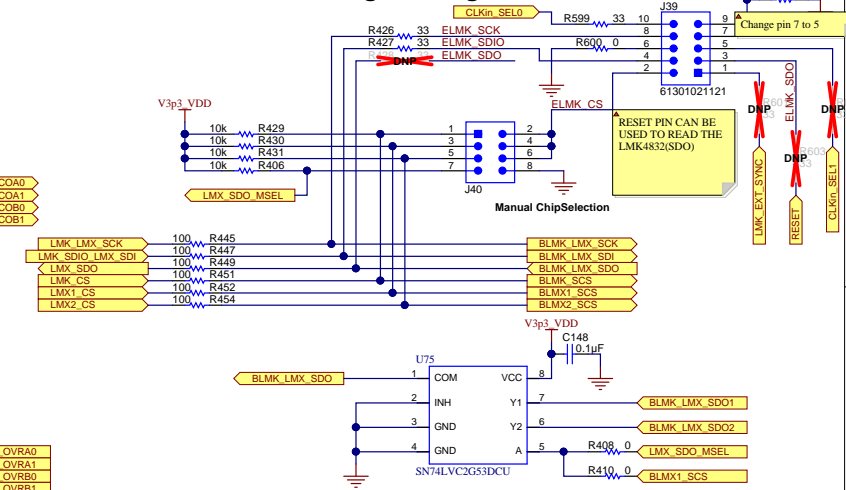 CLKin_SEL0
J39
R599 33 10 9
Change pin 7 to 5
R426 33 ELMK_SCK 8 7
R427 33 ELMK_SDIO R600 0 6 5
DNP ELMK_SDO 4 3
2 1
61301021121
ELMK_SDO
ELMK_CS
DNP
DNP
DNP
R603
33
RESET PIN CAN BE
USED TO READ THE
LMK4832(SDO)
V3p3_VDD
10k R429 1 2
10k R430 3 4
10k R431 5 6
10k R406 7 8
J40
LMX_SDO_MSEL
Manual ChipSelection
LMK_EXT_SYNC
RESET
CLKin_SEL1
COA0
COA1
COB0
COB1
LMK_LMX_SCK 100 R445 BLMK_LMX_SCK
LMK_SDIO_LMX_SDI 100 R447 BLMK_LMX_SDI
LMX_SDO 100 R449 BLMK_LMX_SDO
LMK_CS 100 R451 BLMK_SCS
LMX1_CS 100 R452 BLMX1_SCS
LMX2_CS 100 R454 BLMX2_SCS
V3p3_VDD
C148
0.1µF
U75
BLMK_LMX_SDO 1 COM VCC 8
2 INH Y1 7 BLMK_LMX_SDO1
3 GND Y2 6 BLMK_LMX_SDO2
4 GND A 5 R408 0 LMX_SDO_MSEL
SN74LVC2G53DCU R410 0 BLMX1_SCS
OVRA0
OVRA1
OVRB0
OVRB1